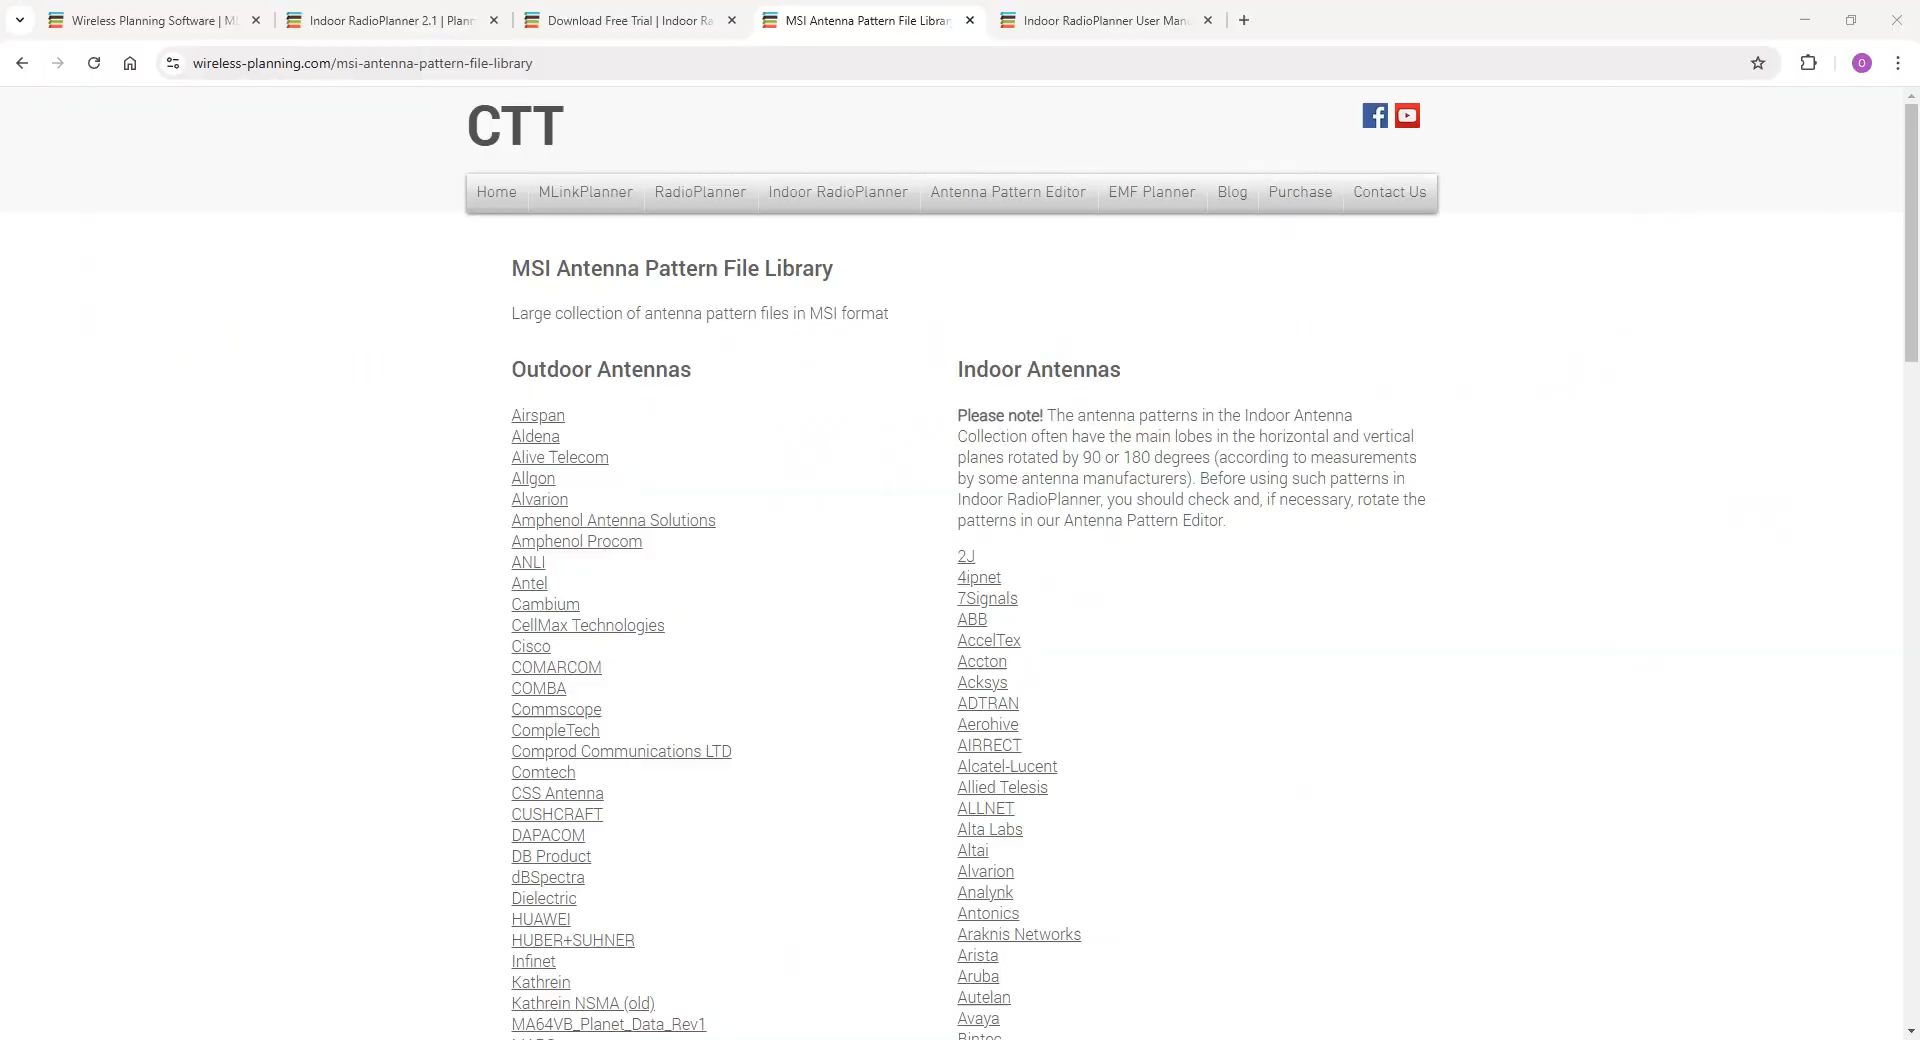 Wireless Planning Software | ML
Indoor RadioPlanner 2.1 | Plann
Download Free Trial | Indoor Ra
MSI Antenna Pattern File Librar
Indoor RadioPlanner User Man
wireless-planning.com/msi-antenna-pattern-file-library
O
CTT
Home
MLinkPlanner
RadioPlanner
Indoor RadioPlanner
Antenna Pattern Editor
EMF Planner
Blog
Purchase
Contact Us
MSI Antenna Pattern File Library
Large collection of antenna pattern files in MSI format
Outdoor Antennas
Airspan
Aldena
Alive Telecom
Allgon
Alvarion
Amphenol Antenna Solutions
Amphenol Procom
ANLI
Antel
Cambium
CellMax Technologies
Cisco
COMARCOM
COMBA
Commscope
CompleTech
Comprod Communications LTD
Comtech
CSS Antenna
CUSHCRAFT
DAPACOM
DB Product
dBSpectra
Dielectric
HUAWEI
HUBER+SUHNER
Infinet
Kathrein
Kathrein NSMA (old)
MA64VB_Planet_Data_Rev1
Indoor Antennas
Please note! The antenna patterns in the Indoor Antenna
Collection often have the main lobes in the horizontal and vertical
planes rotated by 90 or 180 degrees (according to measurements
by some antenna manufacturers). Before using such patterns in
Indoor RadioPlanner, you should check and, if necessary, rotate the
patterns in our Antenna Pattern Editor.
2J
4ipnet
7Signals
ABB
AccelTex
Accton
Acksys
ADTRAN
Aerohive
AIRRECT
Alcatel-Lucent
Allied Telesis
ALLNET
Alta Labs
Altai
Alvarion
Analynk
Antonics
Araknis Networks
Arista
Aruba
Autelan
Avaya
Bintec